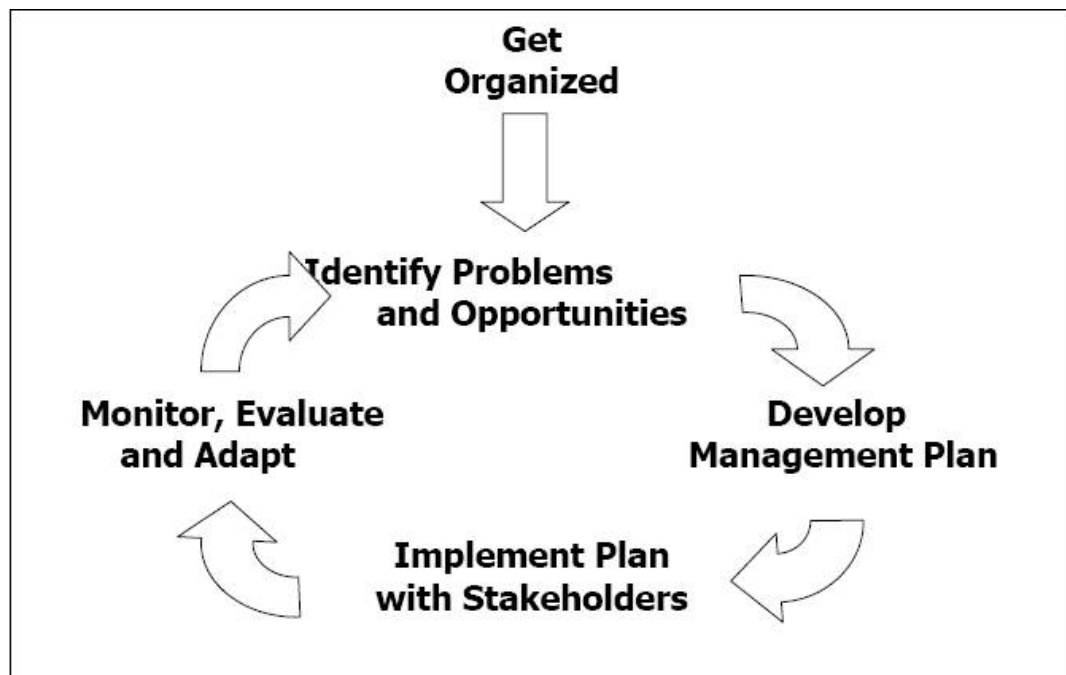 Get
Organized
Identify Problems
and Opportunities
Monitor, Evaluate
and Adapt
Develop
Management Plan
Implement Plan
with Stakeholders